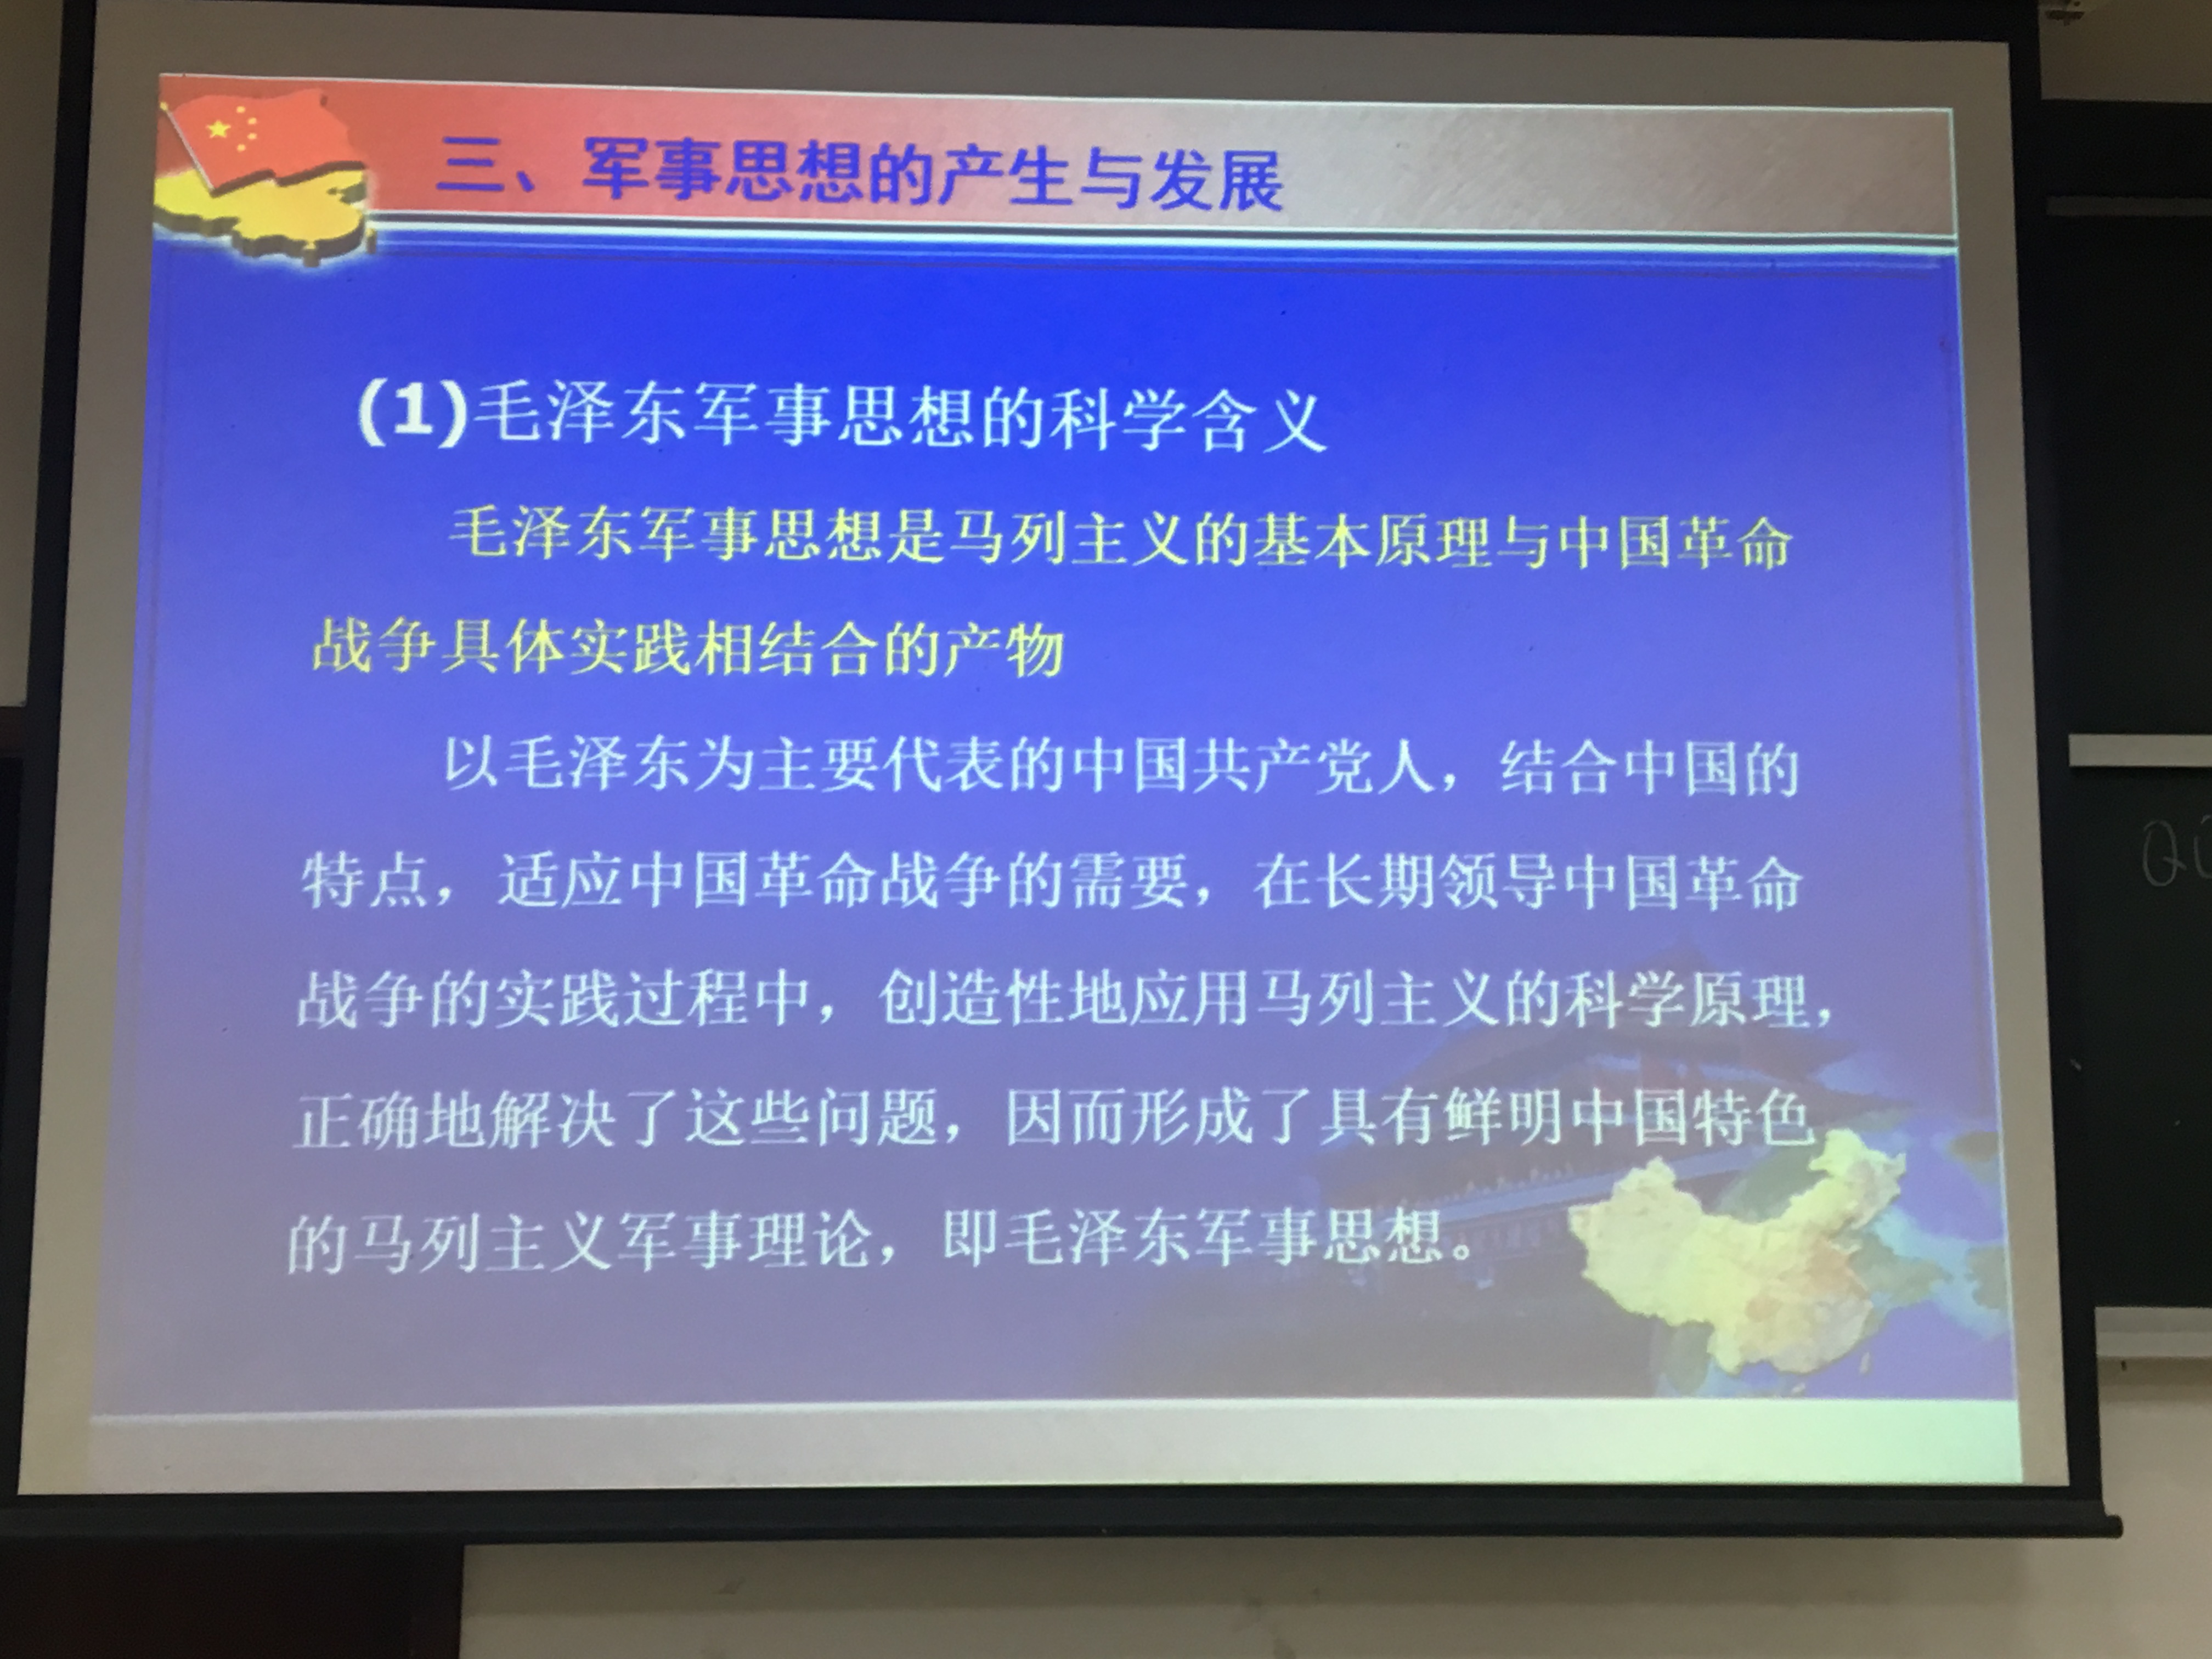 三、军事思想的产生与发展
(1)毛泽东军事思想的科学含义
毛泽东军事思想是马列主义的基本原理与中国革命
战争具体实践相结合的产物
以毛泽东为主要代表的中国共产党人，结合中国的
特点，适应中国革命战争的需要，在长期领导中国革命
战争的实践过程中，创造性地应用马列主义的科学原理，
正确地解决了这些问题，因而形成了具有鲜明中国特色
的马列主义军事理论，即毛泽东军事思想。